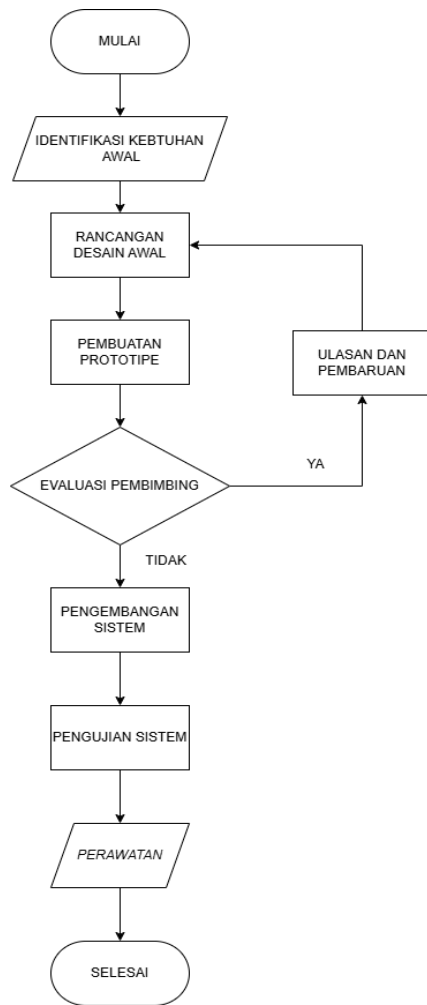 MULAI
IDENTIFIKASI KEBTUHAN
AWAL
RANCANGAN
DESAIN AWAL
PEMBUATAN
PROTOTIPE
ULASAN DAN
PEMBARUAN
EVALUASI PEMBIMBING
YA
TIDAK
PENGEMBANGAN
SISTEM
PENGUJIAN SISTEM
PERAWATAN
SELESAI